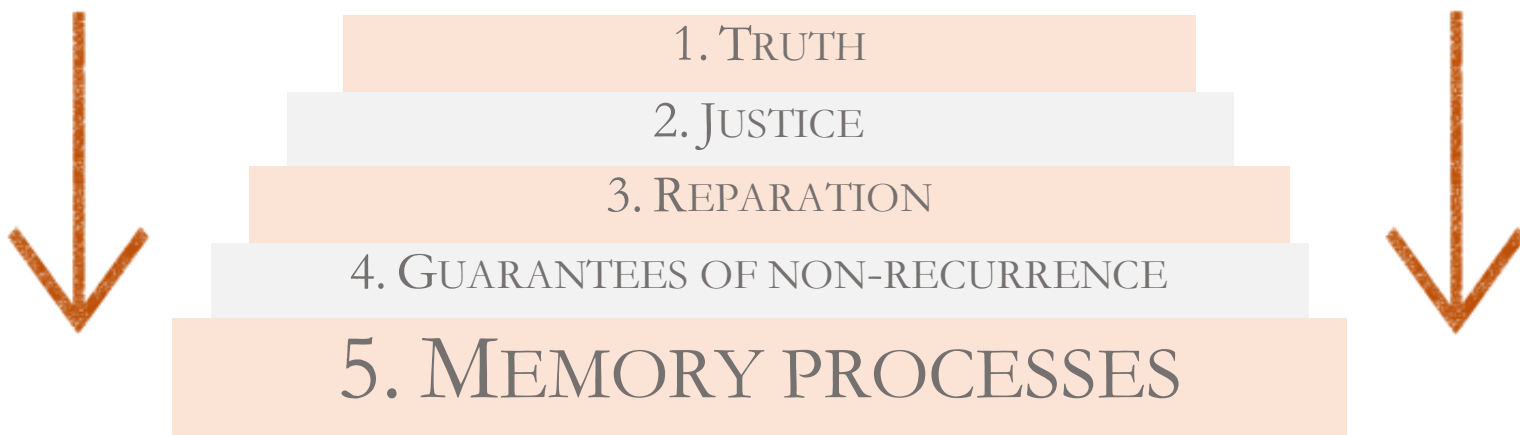 1. Truth
2. Justice
3. Reparation
4. Guarantees of non-recurrence
5. Memory processes